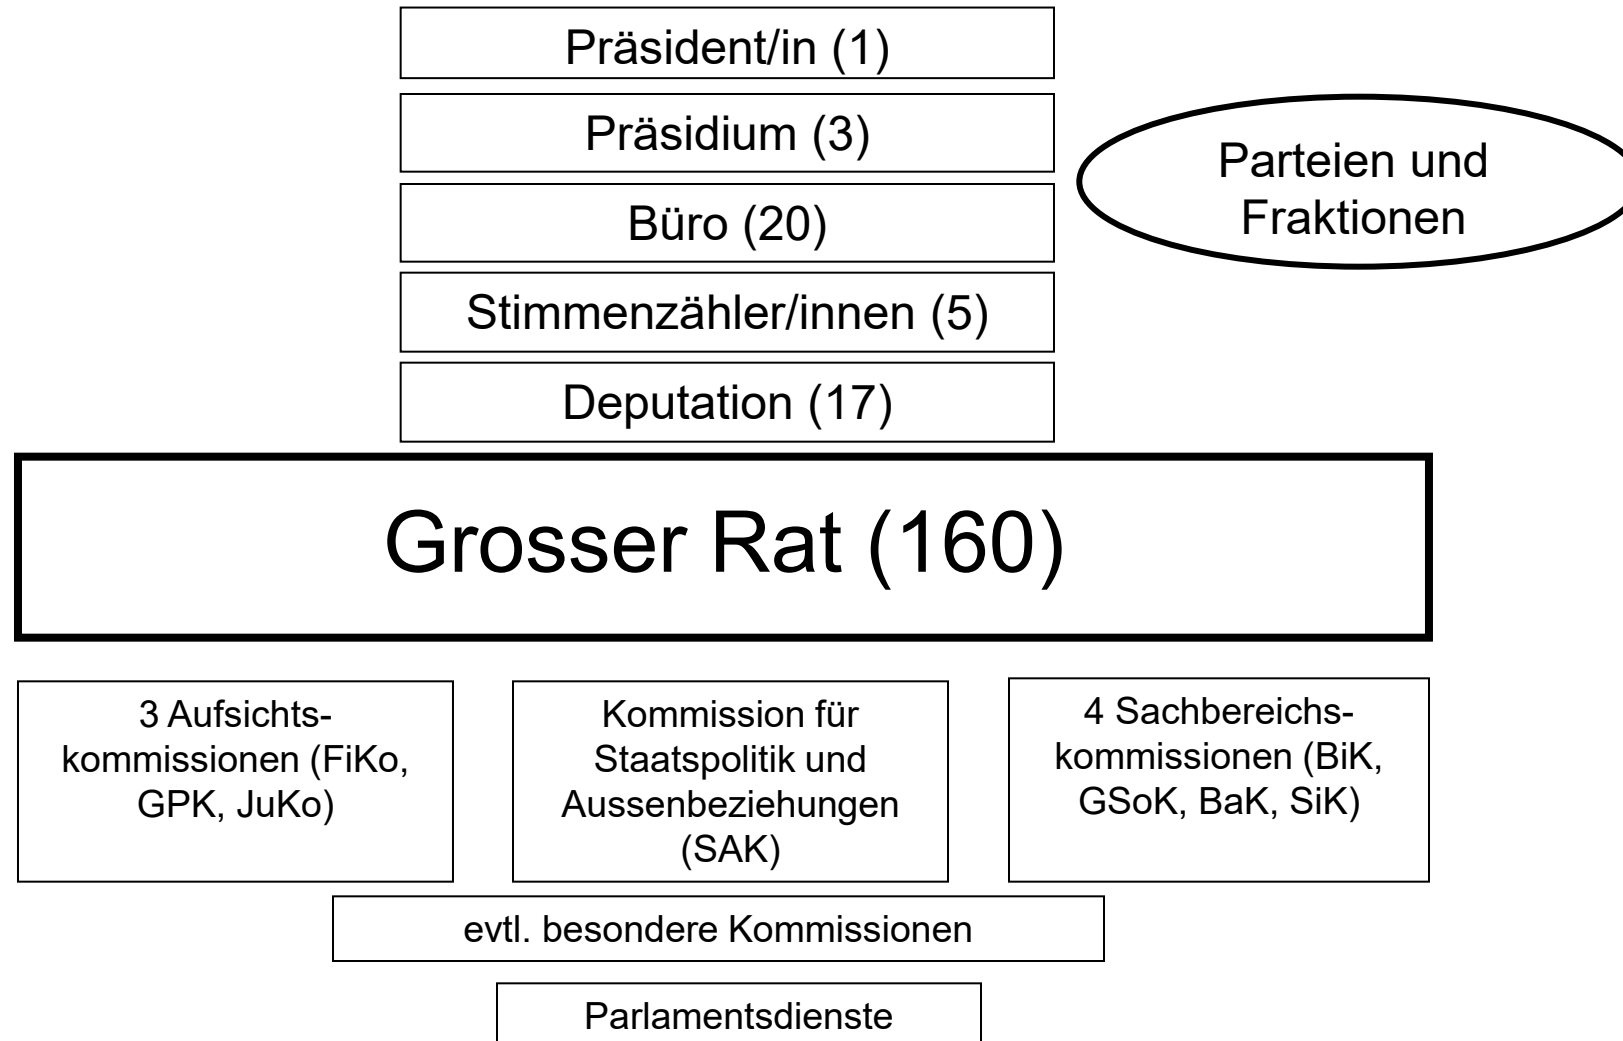 Präsident/in (1)
Präsidium (3)
Büro (20)
Stimmenzähler/innen (5)
Deputation (17)
Parteien und
Fraktionen
Grosser Rat (160)
3 Aufsichts-
kommissionen (FiKo,
GPK, JuKo)
Kommission für
Staatspolitik und
Aussenbeziehungen
(SAK)
4 Sachbereichs-
kommissionen (BiK,
GSoK, BaK, SiK)
evtl. besondere Kommissionen
Parlamentsdienste